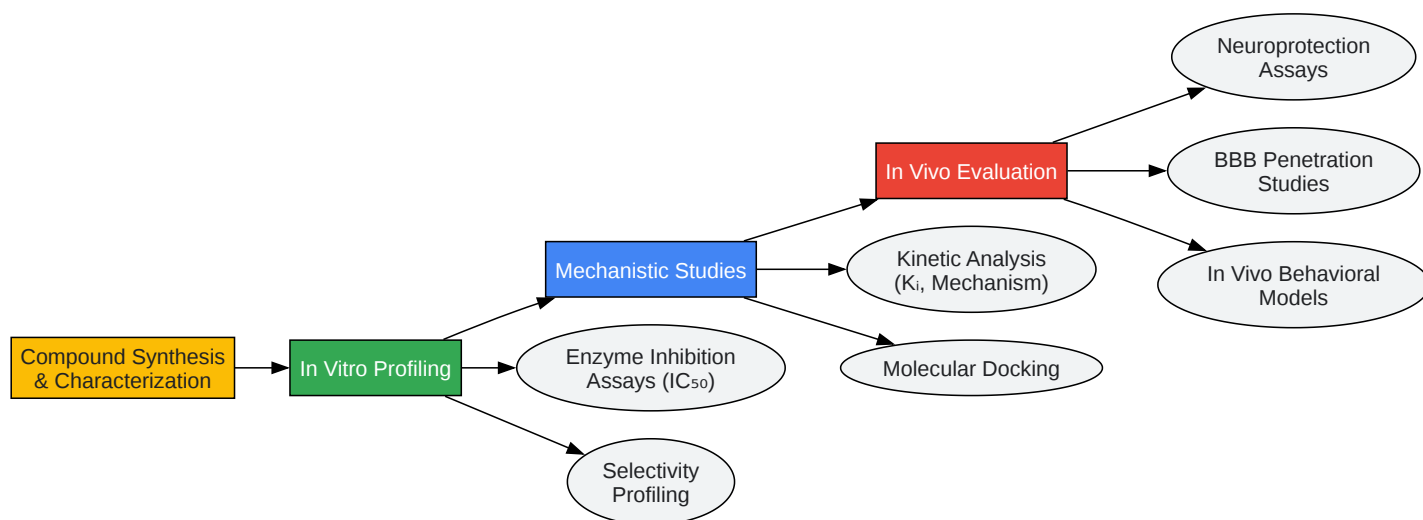 Compound Synthesis
& Characterization
In Vitro Profiling
Enzyme Inhibition
Assays (IC₅₀)
Selectivity
Profiling
Mechanistic Studies
Kinetic Analysis
(Kᵢ, Mechanism)
Molecular Docking
In Vivo Evaluation
Neuroprotection
Assays
BBB Penetration
Studies
In Vivo Behavioral
Models